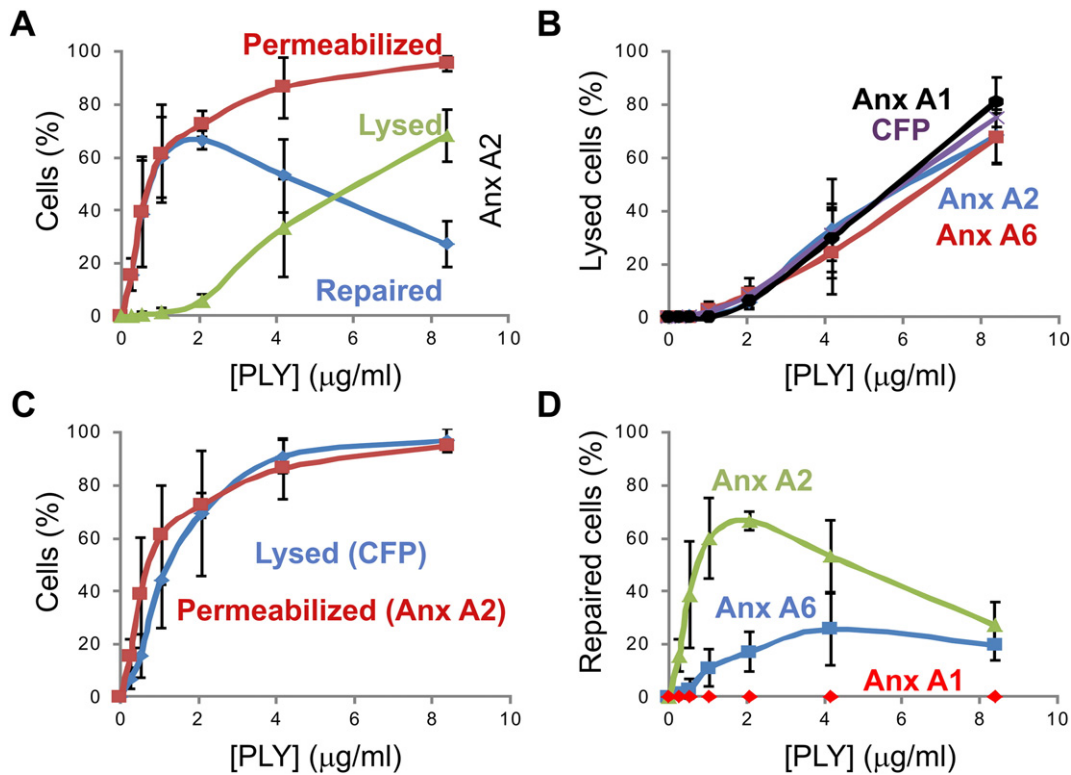 A
Permeabilized
100
80
60
40
20
0
Cells (%)
Lysed
Repaired
Anx A2
0 2 4 6 8 10
[PLY] (μg/ml)
B
100
80
60
40
20
0
Lysed cells (%)
Anx A1
CFP
Anx A2
Anx A6
0 2 4 6 8 10
[PLY] (μg/ml)
C
100
80
60
40
20
0
Cells (%)
Lysed (CFP)
Permeabilized (Anx A2)
0 2 4 6 8 10
[PLY] (μg/ml)
D
100
80
60
40
20
0
Repaired cells (%)
Anx A2
Anx A6
Anx A1
0 2 4 6 8 10
[PLY] (μg/ml)